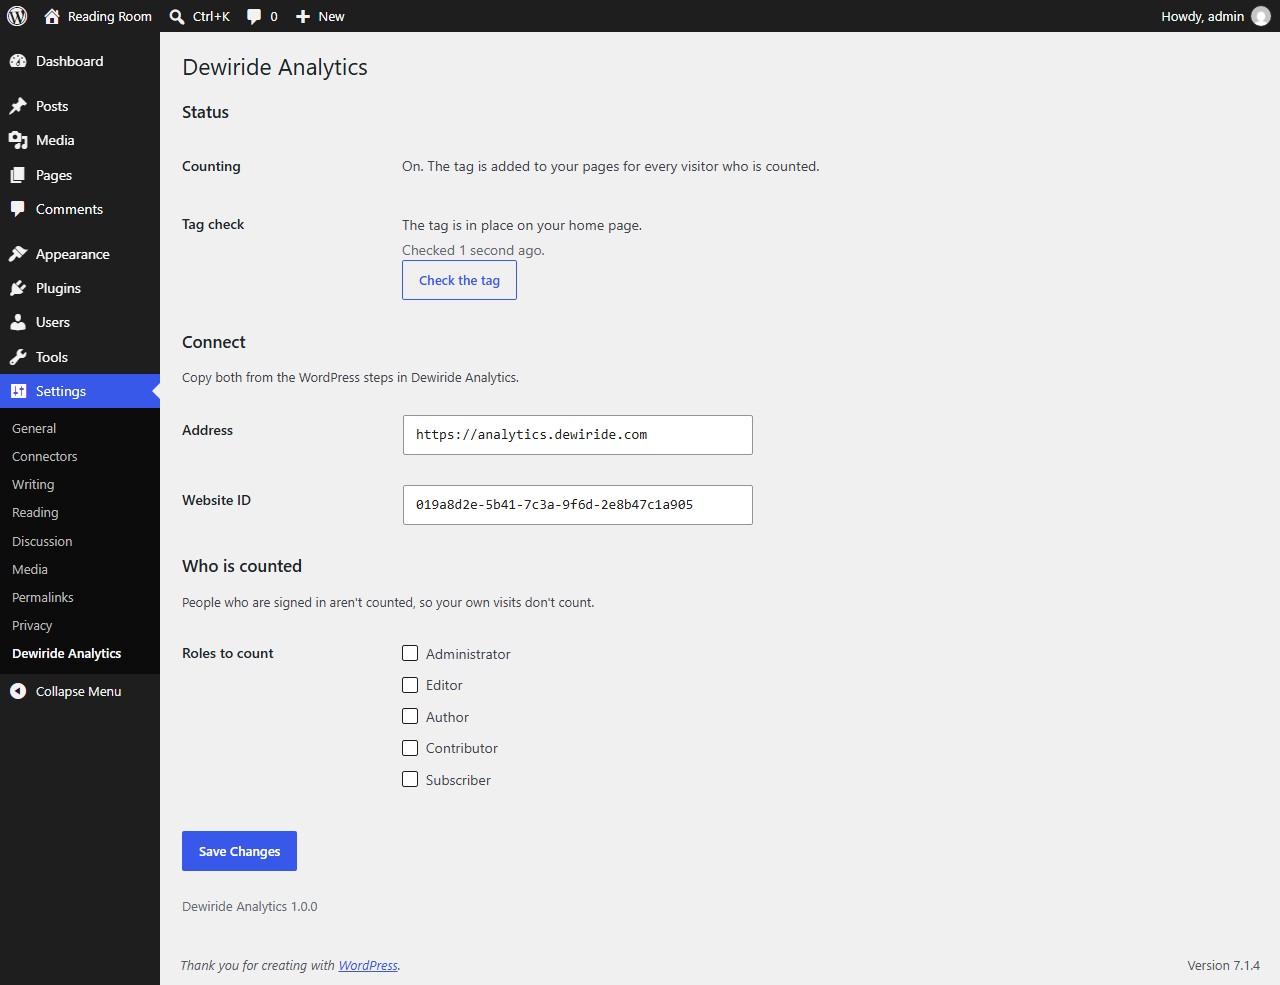 Reading Room
Ctrl+K
0
New
Howdy, admin
Dashboard
Posts
Media
Pages
Comments
Appearance
Plugins
Users
Tools
Settings
General
Connectors
Writing
Reading
Discussion
Media
Permalinks
Privacy
Dewiride Analytics
Collapse Menu
Dewiride Analytics
Status
Counting
On. The tag is added to your pages for every visitor who is counted.
Tag check
The tag is in place on your home page.
Checked 1 second ago.
Check the tag
Connect
Copy both from the WordPress steps in Dewiride Analytics.
Address
https://analytics.dewiride.com
Website ID
019a8d2e-5b41-7c3a-9f6d-2e8b47c1a905
Who is counted
People who are signed in aren't counted, so your own visits don't count.
Roles to count
Administrator
Editor
Author
Contributor
Subscriber
Save Changes
Dewiride Analytics 1.0.0
Thank you for creating with WordPress.
Version 7.1.4